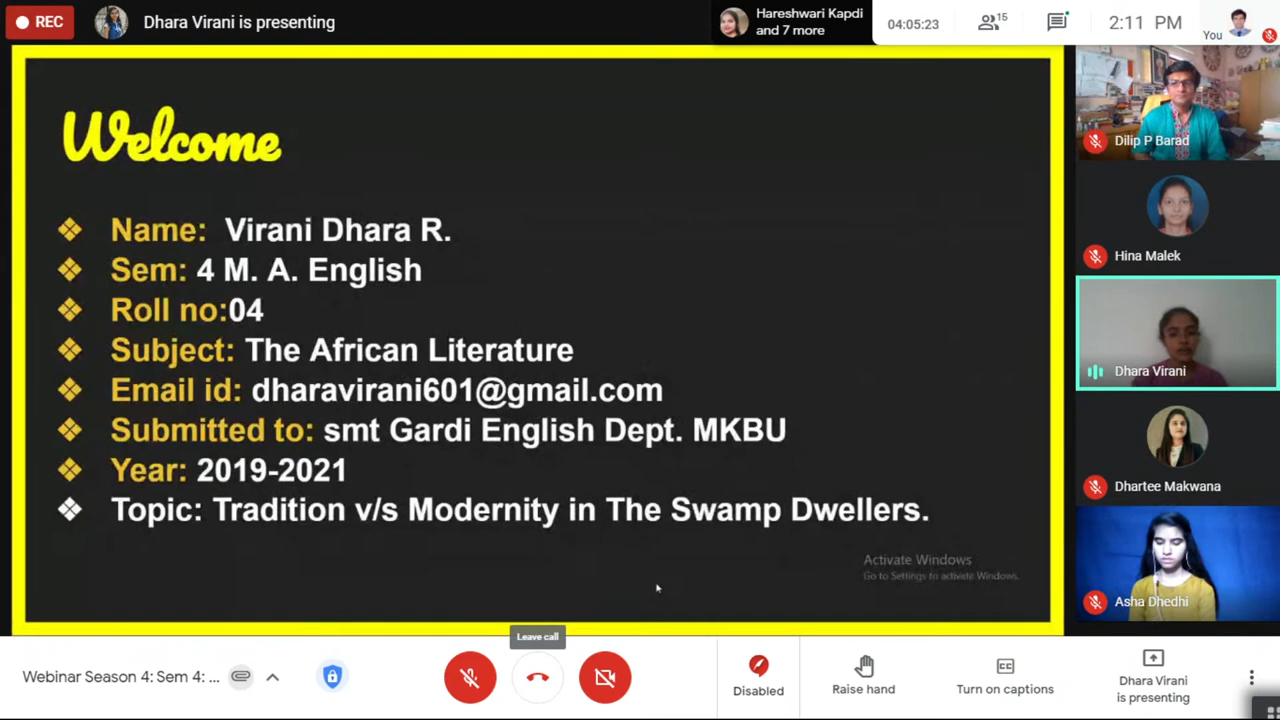 REC
Dhara Virani is presenting
Hareshwari Kapdi
and 7 more
04:05:23
15
2:11 PM
You
Welcome
Name: Virani Dhara R.
Sem: 4 M. A. English
Roll no:04
Subject: The African Literature
Email id: dharavirani601@gmail.com
Submitted to: smt Gardi English Dept. MKBU
Year: 2019-2021
Topic: Tradition v/s Modernity in The Swamp Dwellers.
Activate Windows
Go to Settings to activate Windows.
Dilip P Barad
Hina Malek
Dhara Virani
Dhartee Makwana
Asha Dhedhi
Leave call
Webinar Season 4: Sem 4: ...
Disabled
Raise hand
CC
Turn on captions
Dhara Virani
is presenting